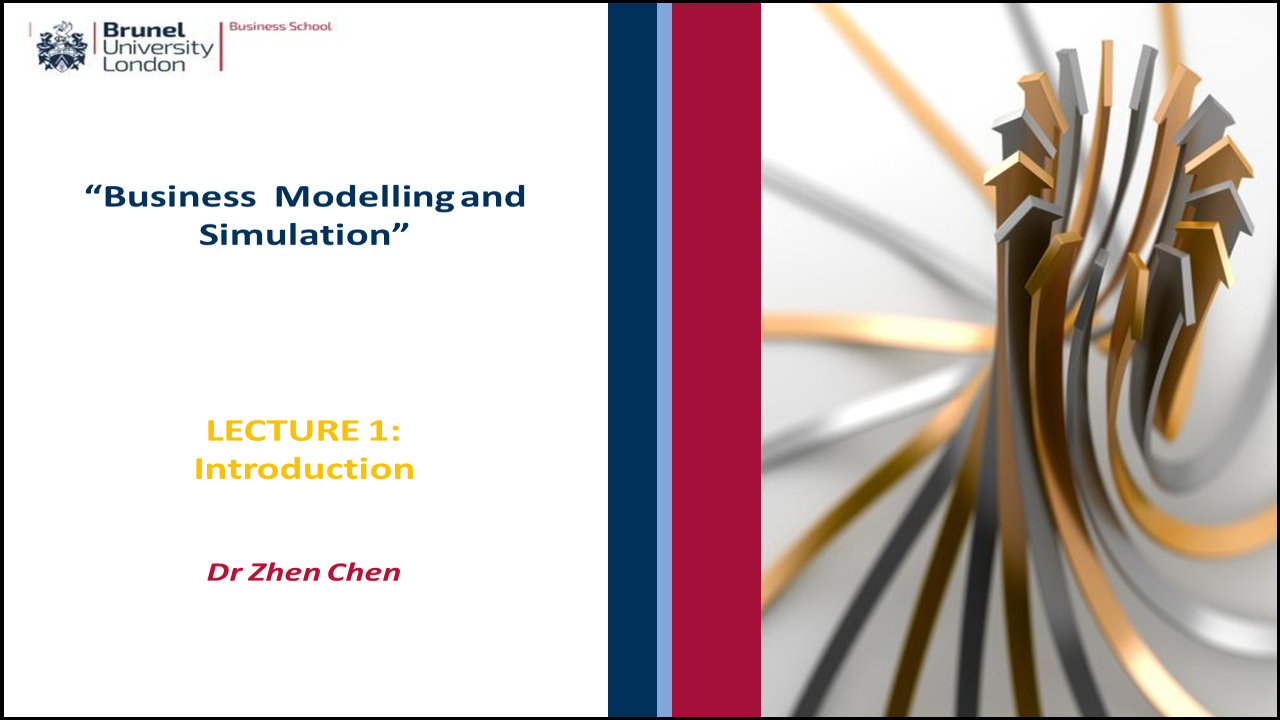 Brunel
University
London
Business School
“Business Modelling and
Simulation”
LECTURE 1:
Introduction
Dr Zhen Chen